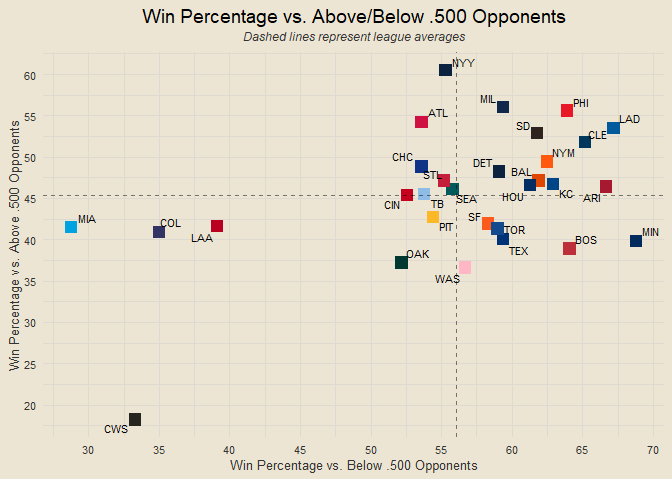 Win Percentage vs. Above/Below .500 Opponents
Dashed lines represent league averages
Win Percentage vs. Above .500 Opponents
60
55
50
45
40
35
30
25
20
NYY
MIL
PHI
ATL
SD
LAD
CLE
CHC
NYM
DET
STL
BAL
CIN
TB
SEA
HOU
KC
ARI
MIA
COL
LAA
PIT
SF
TOR
TEX
BOS
MIN
OAK
WAS
CWS
30
35
40
45
50
55
60
65
70
Win Percentage vs. Below .500 Opponents